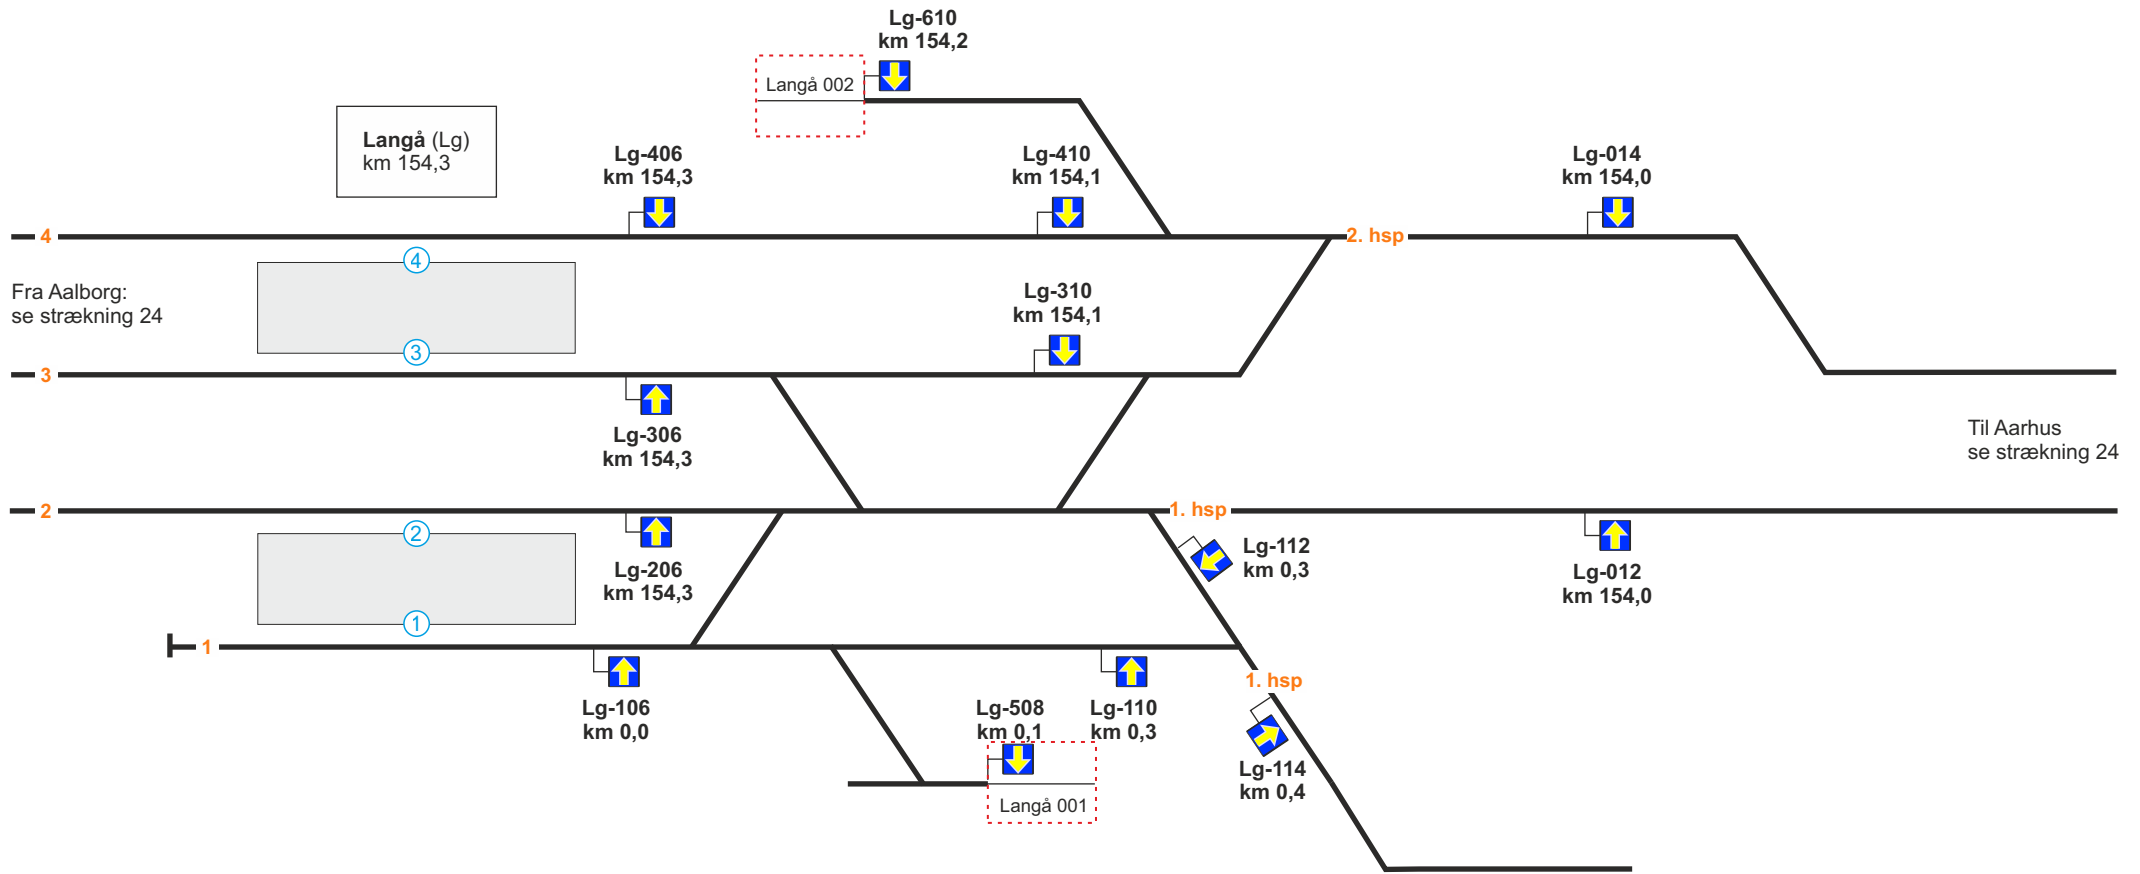 Lg-610
km 154,2
Langå 002
Langå (Lg)
km 154,3
Lg-406
km 154,3
Lg-410
km 154,1
Lg-014
km 154,0
4
2. hsp
4
Fra Aalborg:
se strækning 24
Lg-310
km 154,1
3
3
Lg-306
km 154,3
Til Aarhus
se strækning 24
2
1. hsp
2
Lg-206
km 154,3
Lg-112
km 0,3
Lg-012
km 154,0
1
1
1. hsp
Lg-106
km 0,0
Lg-508
km 0,1
Lg-110
km 0,3
Lg-114
km 0,4
Langå 001